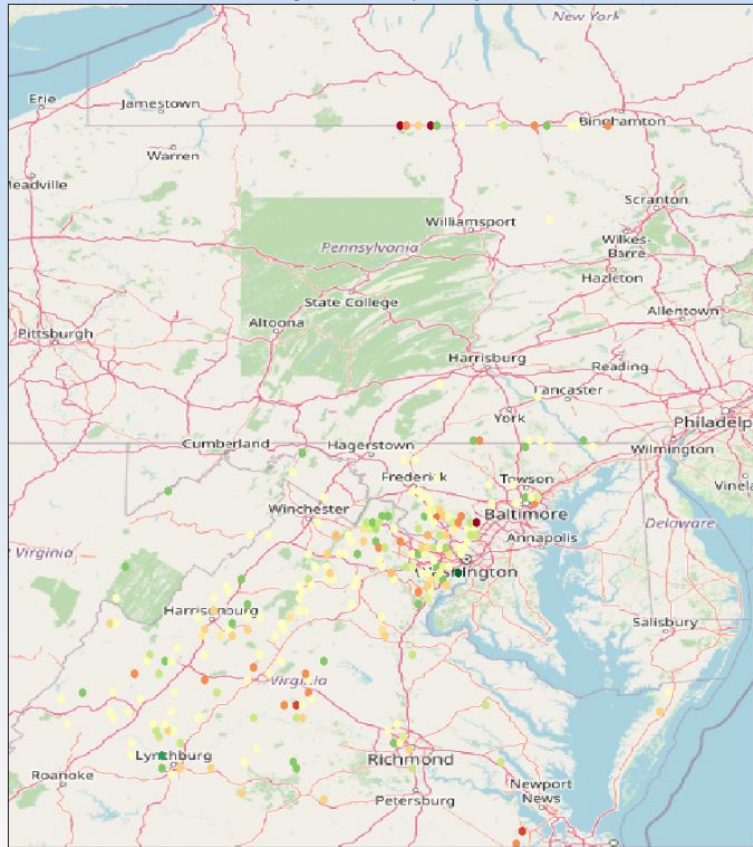 New York
Erie
Jamestown
Binghamton
Warren
Meadville
Scranton
Williamsport
Pennsylvania
Wilkes-
Barre
Hazleton
State College
Allentown
Altoona
Pittsburgh
Harrisburg
Reading
Lancaster
York
Philadelp
Cumberland
Hagerstown
Wilmington
Frederick
Towson
Vinela
Winchester
Baltimore
Delaware
Annapolis
t Virginia
Washington
Harrisonburg
Salisbury
Virginia
Lynchburg
Richmond
Roanoke
Newport
News
Petersburg